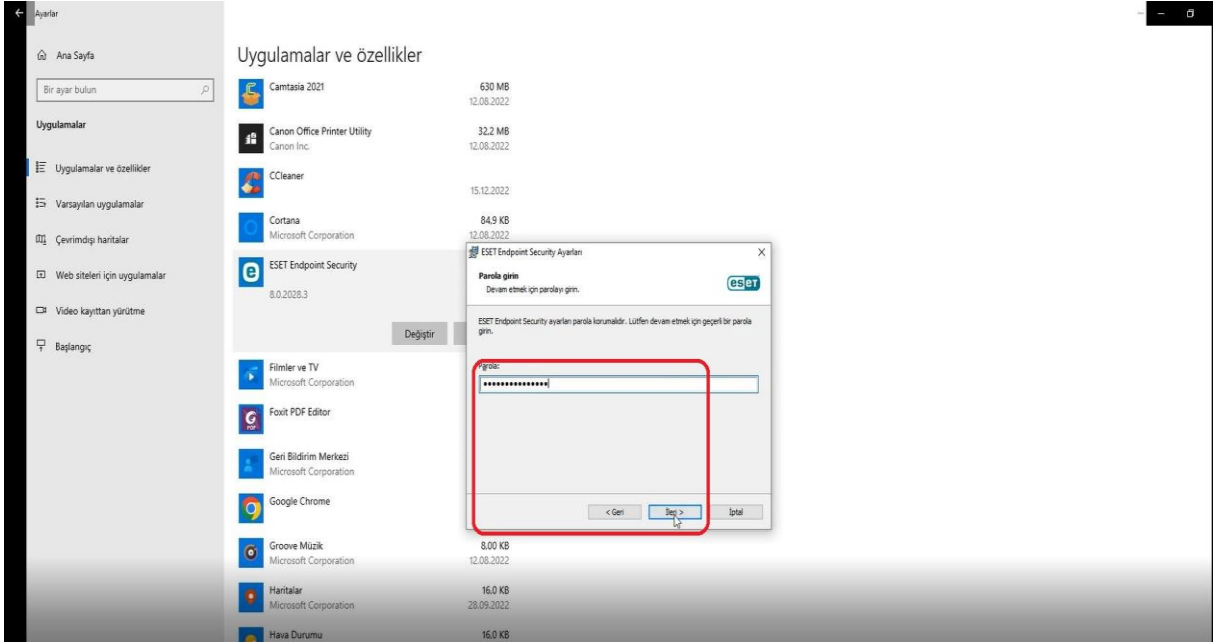 Ayarlar
Ana Sayfa
Bir ayar bulun
Uygulamalar
Uygulamalar ve özellikler
Varsayılan uygulamalar
Çevrimdışı haritalar
Web siteleri için uygulamalar
Video kayıttan yürütme
Başlangıç
Uygulamalar ve özellikler
Camtasia 2021 630 MB
12.08.2022
Canon Office Printer Utility 32,2 MB
Canon Inc. 12.08.2022
CCleaner
15.12.2022
Cortana 84,9 KB
Microsoft Corporation 12.08.2022
ESET Endpoint Security
8.0.2028.3
Değiştir
Filmler ve TV
Microsoft Corporation
Foxit PDF Editor
Geri Bildirim Merkezi
Microsoft Corporation
Google Chrome
Groove Müzik 8,00 KB
Microsoft Corporation 12.08.2022
Haritalar 16,0 KB
Microsoft Corporation 28.09.2022
Hava Durumu 16,0 KB
ESET Endpoint Security Ayarları
Parola girin
Devam etmek için parolayı girin.
eset
ESET Endpoint Security ayarları parola korumalıdır. Lütfen devam etmek için geçerli bir parola
girin.
Parola:
< Geri İleri > İptal